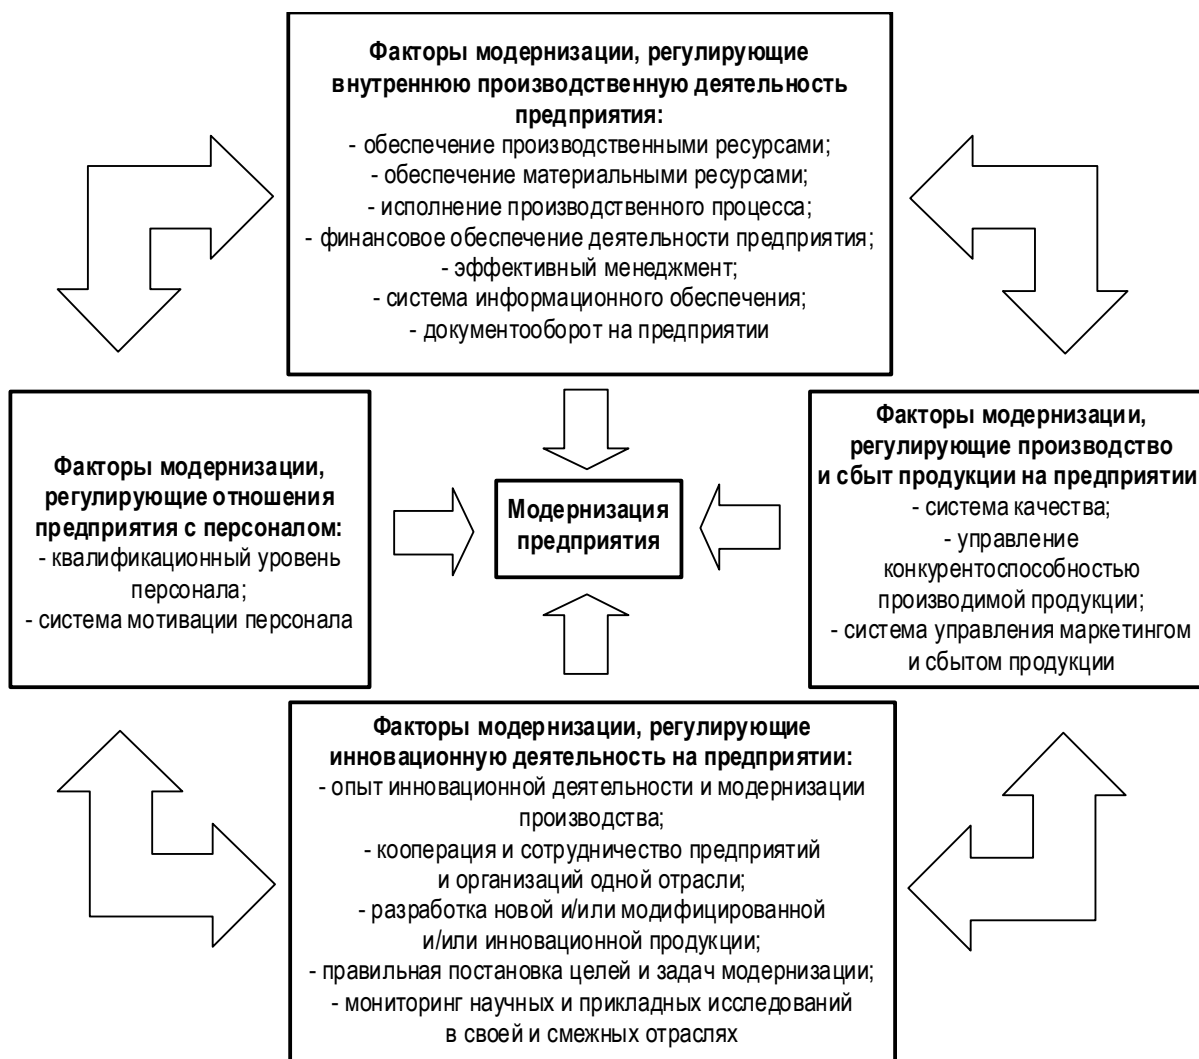 Факторы модернизации, регулирующие
внутреннюю производственную деятельность
предприятия:
- обеспечение производственными ресурсами;
- обеспечение материальными ресурсами;
- исполнение производственного процесса;
- финансовое обеспечение деятельности предприятия;
- эффективный менеджмент;
- система информационного обеспечения;
- документооборот на предприятии
Факторы модернизации,
регулирующие отношения
предприятия с персоналом:
- квалификационный уровень
персонала;
- система мотивации персонала
Модернизация
предприятия
Факторы модернизации,
регулирующие производство
и сбыт продукции на предприятии
- система качества;
- управление
конкурентоспособностью
производимой продукции;
- система управления маркетингом
и сбытом продукции
Факторы модернизации, регулирующие
инновационную деятельность на предприятии:
- опыт инновационной деятельности и модернизации
производства;
- кооперация и сотрудничество предприятий
и организаций одной отрасли;
- разработка новой и/или модифицированной
и/или инновационной продукции;
- правильная постановка целей и задач модернизации;
- мониторинг научных и прикладных исследований
в своей и смежных отраслях